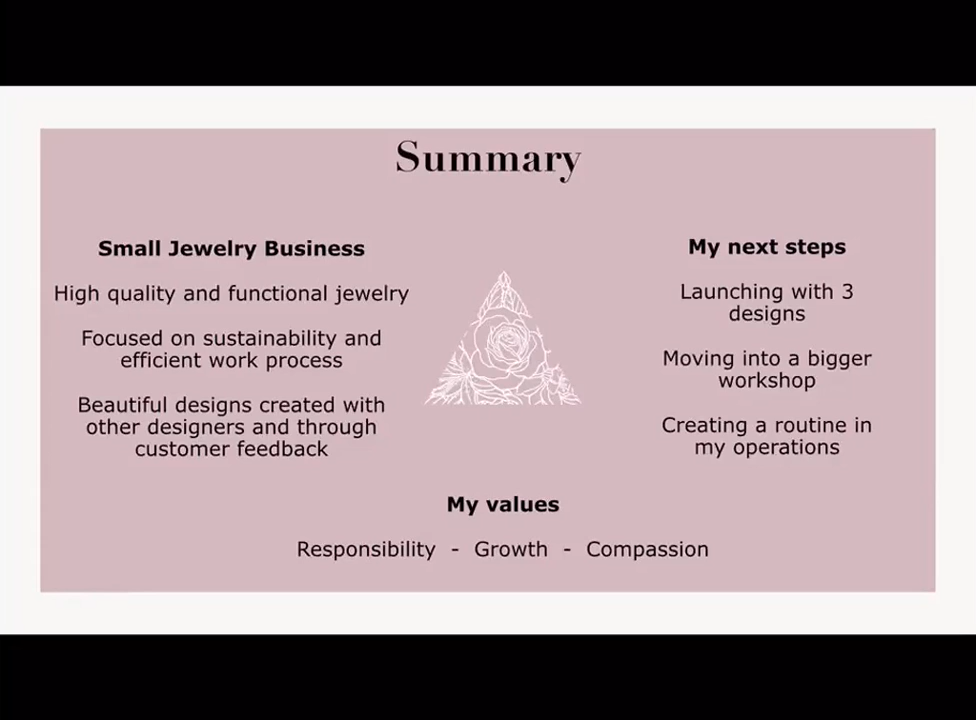 Summary
Small Jewelry Business
High quality and functional jewelry
Focused on sustainability and
efficient work process
Beautiful designs created with
other designers and through
customer feedback
My next steps
Launching with 3
designs
Moving into a bigger
workshop
Creating a routine in
my operations
My values
Responsibility - Growth - Compassion